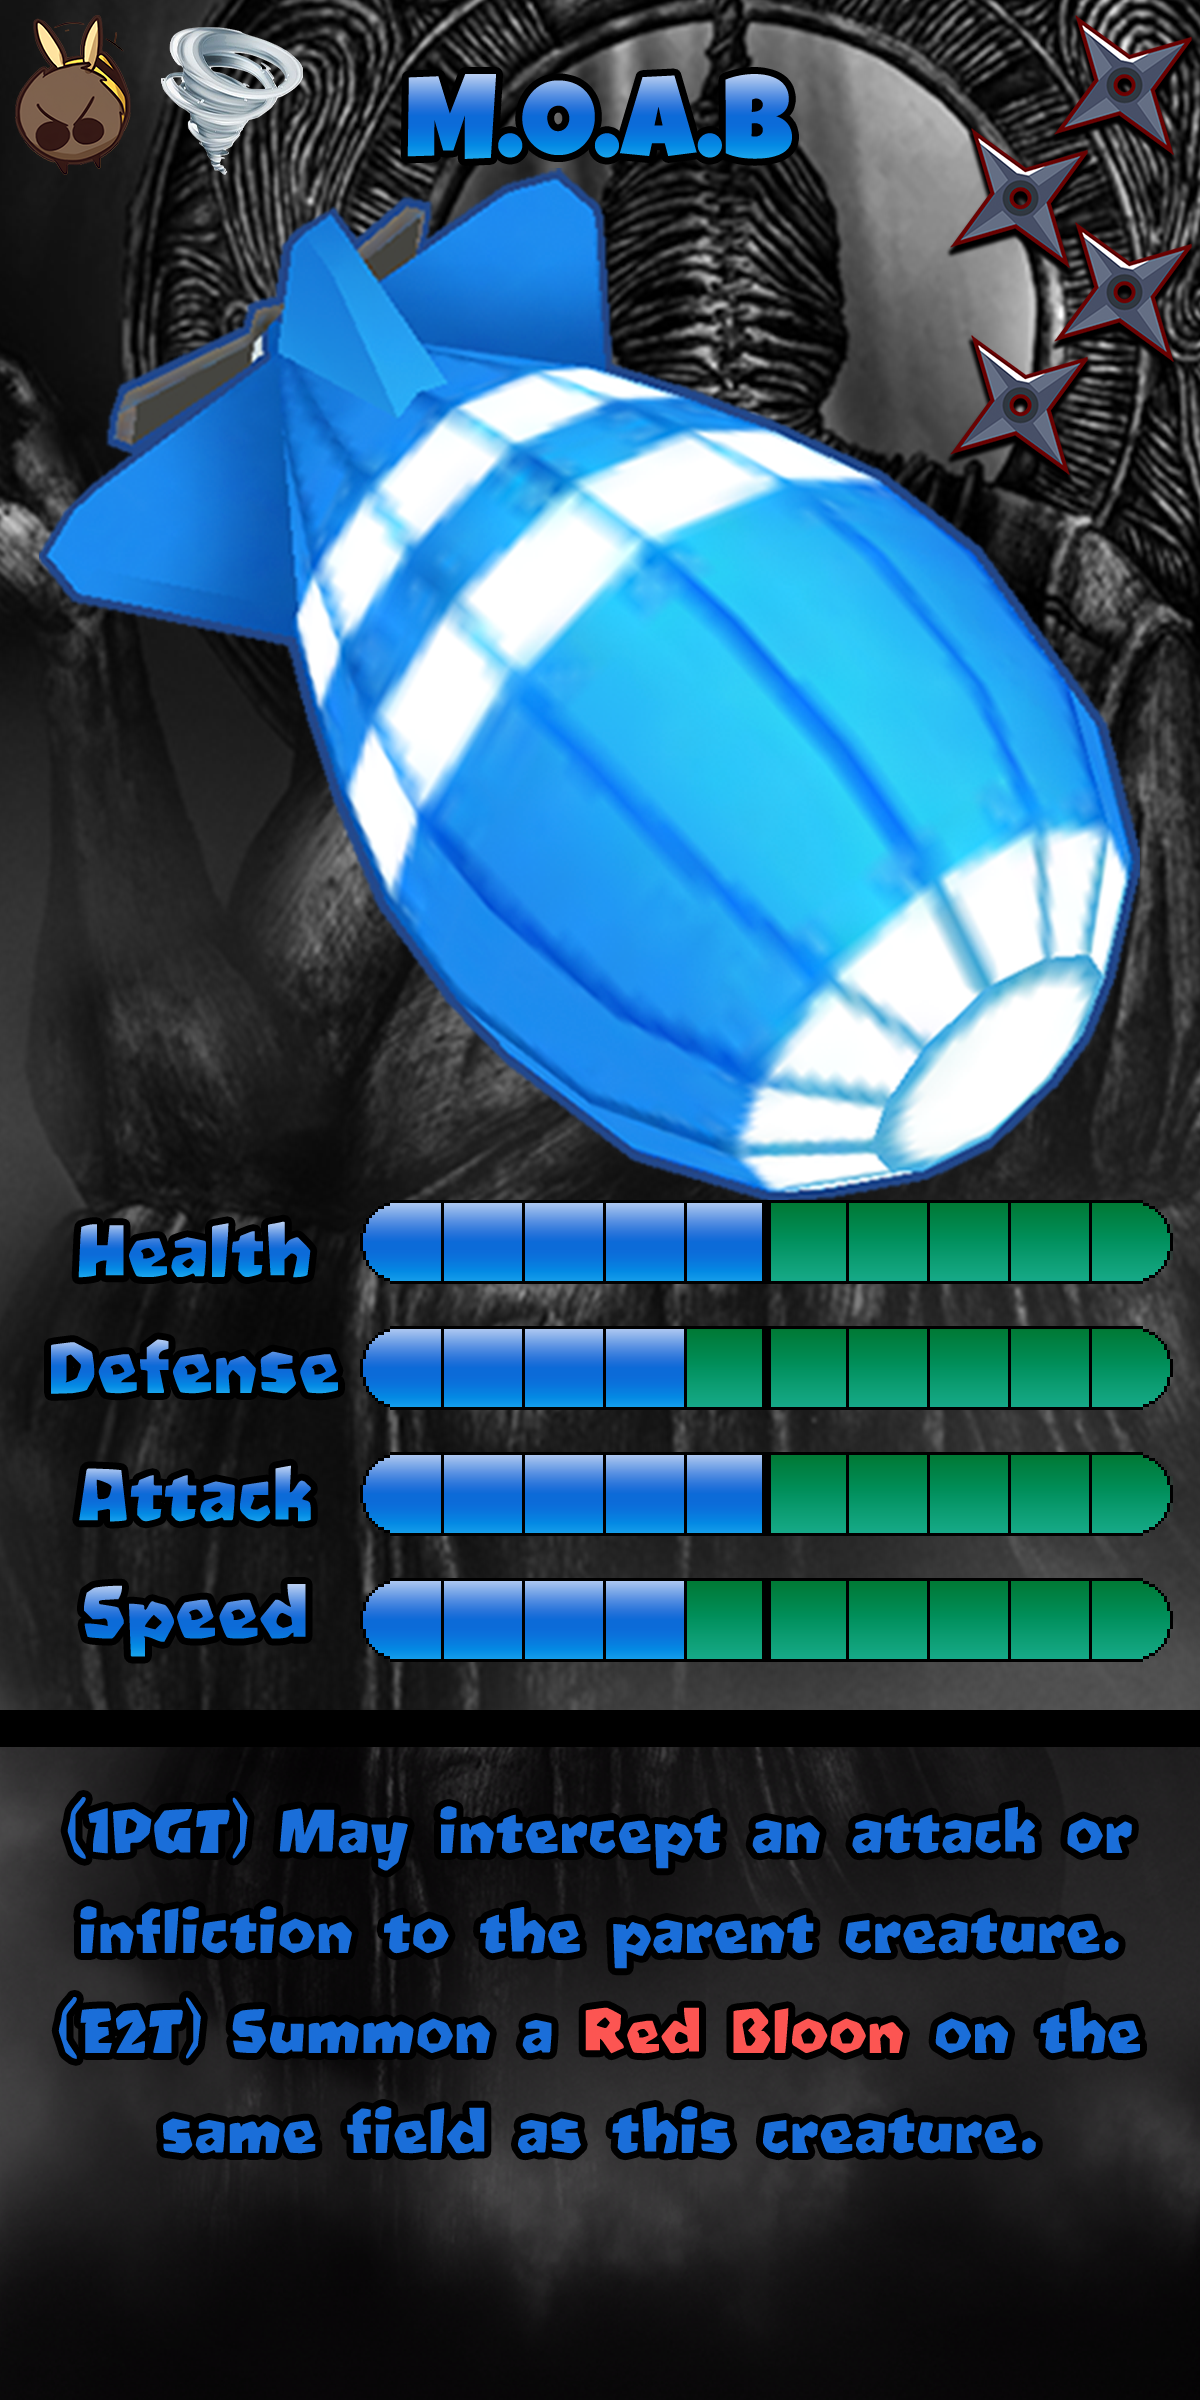 M.O.A.B
Health
Defense
Attack
Speed
(1PGT) May intercept an attack or
infliction to the parent creature.
(E2T) Summon a Red Bloon on the
same field as this creature.